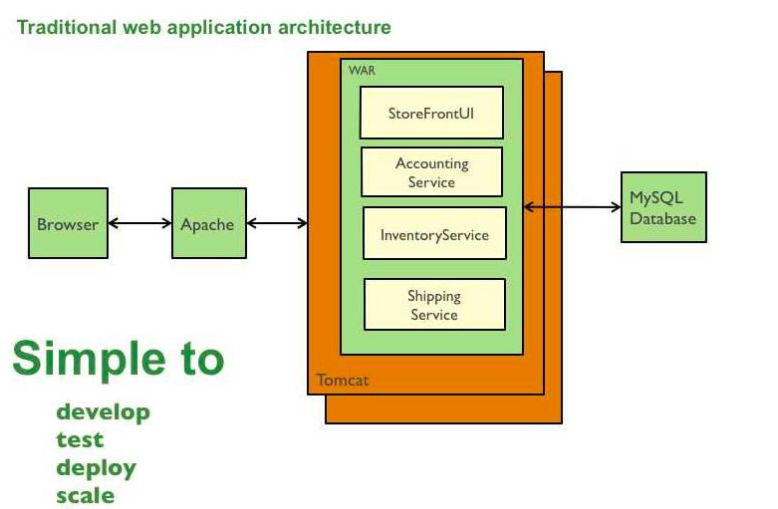 Traditional web application architecture
WAR
StoreFrontUI
Accounting
Service
InventoryService
Shipping
Service
Tomcat
Browser
Apache
MySQL
Database
Simple to
develop
test
deploy
scale